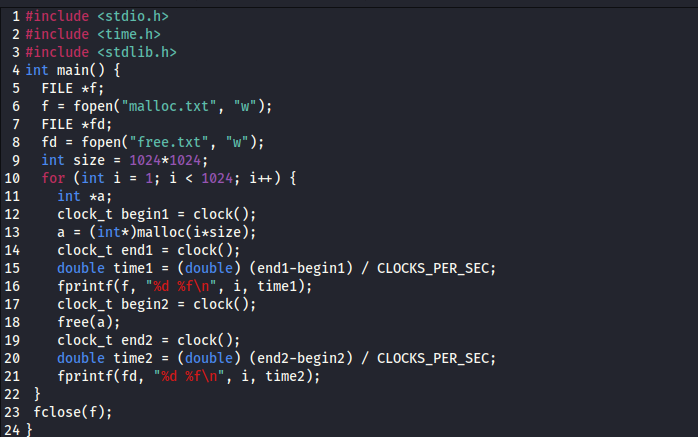 1 #include <stdio.h>
2 #include <time.h>
3 #include <stdlib.h>
4 int main() {
5   FILE *f;
6   f = fopen("malloc.txt", "w");
7   FILE *fd;
8   fd = fopen("free.txt", "w");
9   int size = 1024*1024;
10   for (int i = 1; i < 1024; i++) {
11     int *a;
12     clock_t begin1 = clock();
13     a = (int*)malloc(i*size);
14     clock_t end1 = clock();
15     double time1 = (double) (end1-begin1) / CLOCKS_PER_SEC;
16     fprintf(f, "%d %f\n", i, time1);
17     clock_t begin2 = clock();
18     free(a);
19     clock_t end2 = clock();
20     double time2 = (double) (end2-begin2) / CLOCKS_PER_SEC;
21     fprintf(fd, "%d %f\n", i, time2);
22  }
23  fclose(f);
24 }